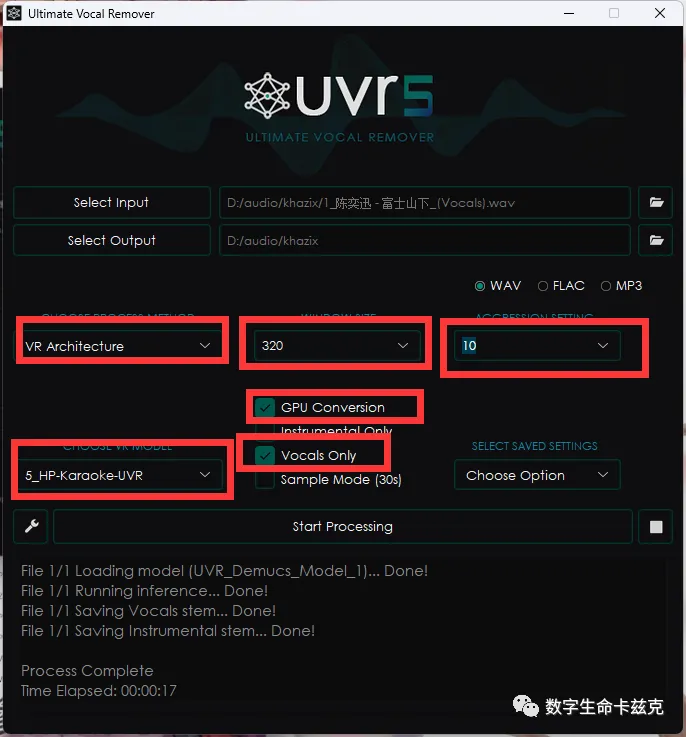 Ultimate Vocal Remover
uvr5
ULTIMATE VOCAL REMOVER
Select Input D:/audio/khazix/1_陈奕迅 - 富士山下_(Vocals).wav
Select Output D:/audio/khazix
WAV FLAC MP3
CHOOSE PROCESS METHOD WINDOW SIZE AGGRESSION SETTING
VR Architecture 320 10
GPU Conversion
Instrumental Only
CHOOSE VR MODEL Vocals Only SELECT SAVED SETTINGS
5_HP-Karaoke-UVR Sample Mode (30s) Choose Option
Start Processing
File 1/1 Loading model (UVR_Demucs_Model_1)... Done!
File 1/1 Running inference... Done!
File 1/1 Saving Vocals stem... Done!
File 1/1 Saving Instrumental stem... Done!
Process Complete
Time Elapsed: 00:00:17
数字生命卡兹克